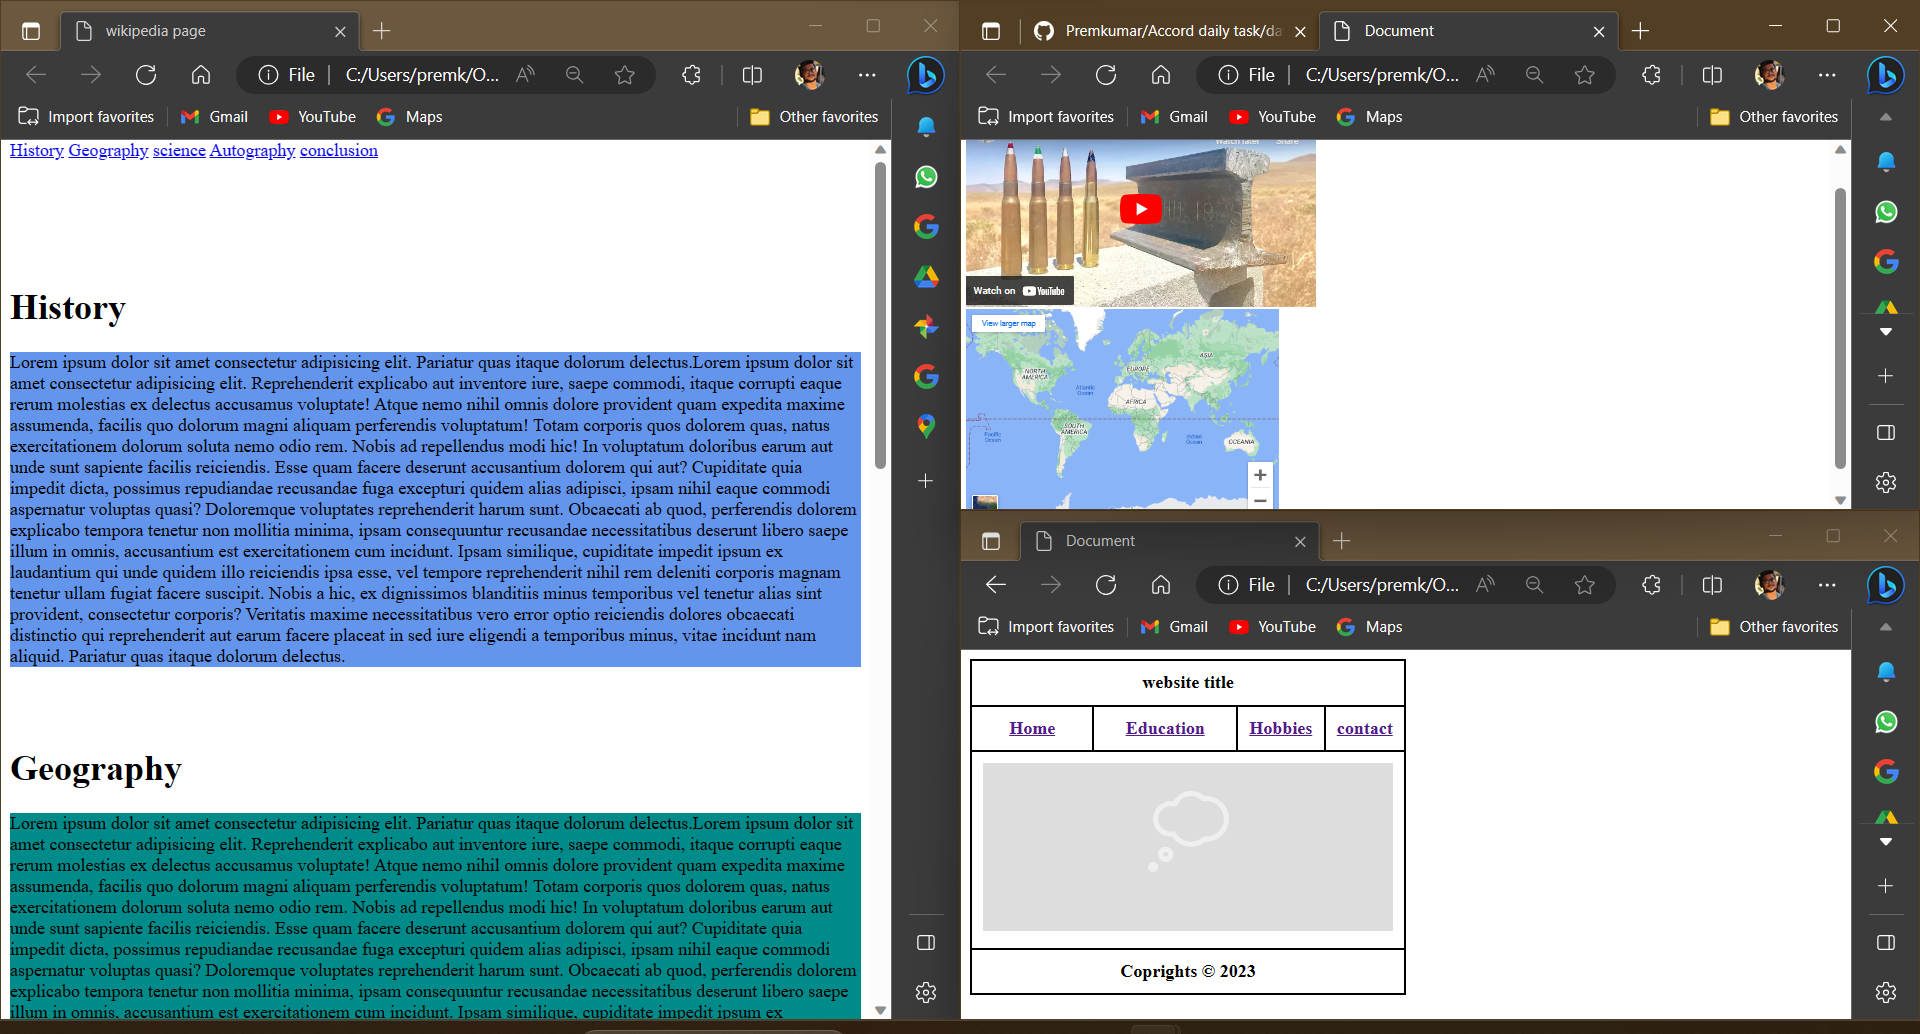 wikipedia page
File
C:/Users/premk/O...
Import favorites
Gmail
YouTube
Maps
Other favorites
History Geography science Autography conclusion
History
Lorem ipsum dolor sit amet consectetur adipisicing elit. Pariatur quas itaque dolorum delectus.Lorem ipsum dolor sit
amet consectetur adipisicing elit. Reprehenderit explicabo aut inventore iure, saepe commodi, itaque corrupti eaque
rerum molestias ex delectus accusamus voluptate! Atque nemo nihil omnis dolore provident quam expedita maxime
assumenda, facilis quo dolorum magni aliquam perferendis voluptatum! Totam corporis quos dolorem quas, natus
exercitationem dolorum soluta nemo odio rem. Nobis ad repellendus modi hic! In voluptatum doloribus earum aut
unde sunt sapiente facilis reiciendis. Esse quam facere deserunt accusantium dolorem qui aut? Cupiditate quia
impedit dicta, possimus repudiandae recusandae fuga excepturi quidem alias adipisci, ipsam nihil eaque commodi
aspernatur voluptas quasi? Doloremque voluptates reprehenderit harum sunt. Obcaecati ab quod, perferendis dolorem
explicabo tempora tenetur non mollitia minima, ipsam consequuntur recusandae necessitatibus deserunt libero saepe
illum in omnis, accusantium est exercitationem cum incidunt. Ipsam similique, cupiditate impedit ipsum ex
laudantium qui unde quidem illo reiciendis ipsa esse, vel tempore reprehenderit nihil rem deleniti corporis magnam
tenetur ullam fugiat facere suscipit. Nobis a hic, ex dignissimos blanditiis minus temporibus vel tenetur alias sint
provident, consectetur corporis? Veritatis maxime necessitatibus vero error optio reiciendis dolores obcaecati
distinctio qui reprehenderit aut earum facere placeat in sed iure eligendi a temporibus minus, vitae incidunt nam
aliquid. Pariatur quas itaque dolorum delectus.
Geography
Lorem ipsum dolor sit amet consectetur adipisicing elit. Pariatur quas itaque dolorum delectus.Lorem ipsum dolor sit
amet consectetur adipisicing elit. Reprehenderit explicabo aut inventore iure, saepe commodi, itaque corrupti eaque
rerum molestias ex delectus accusamus voluptate! Atque nemo nihil omnis dolore provident quam expedita maxime
assumenda, facilis quo dolorum magni aliquam perferendis voluptatum! Totam corporis quos dolorem quas, natus
exercitationem dolorum soluta nemo odio rem. Nobis ad repellendus modi hic! In voluptatum doloribus earum aut
unde sunt sapiente facilis reiciendis. Esse quam facere deserunt accusantium dolorem qui aut? Cupiditate quia
impedit dicta, possimus repudiandae recusandae fuga excepturi quidem alias adipisci, ipsam nihil eaque commodi
aspernatur voluptas quasi? Doloremque voluptates reprehenderit harum sunt. Obcaecati ab quod, perferendis dolorem
explicabo tempora tenetur non mollitia minima, ipsam consequuntur recusandae necessitatibus deserunt libero saepe
illum in omnis, accusantium est exercitationem cum incidunt. Ipsam similique, cupiditate impedit ipsum ex
Premkumar/Accord daily task/da
Document
File
C:/Users/premk/O...
Import favorites
Gmail
YouTube
Maps
Other favorites
Watch later Share
Watch on YouTube
View larger map
ASIA
NORTH
AMERICA
EUROPE
Atlantic
Ocean
AFRICA
SOUTH
AMERICA
Pacific
Ocean
Indian
Ocean
OCEANIA
Document
File
C:/Users/premk/O...
Import favorites
Gmail
YouTube
Maps
Other favorites
website title
Home Education Hobbies contact
Coprights © 2023